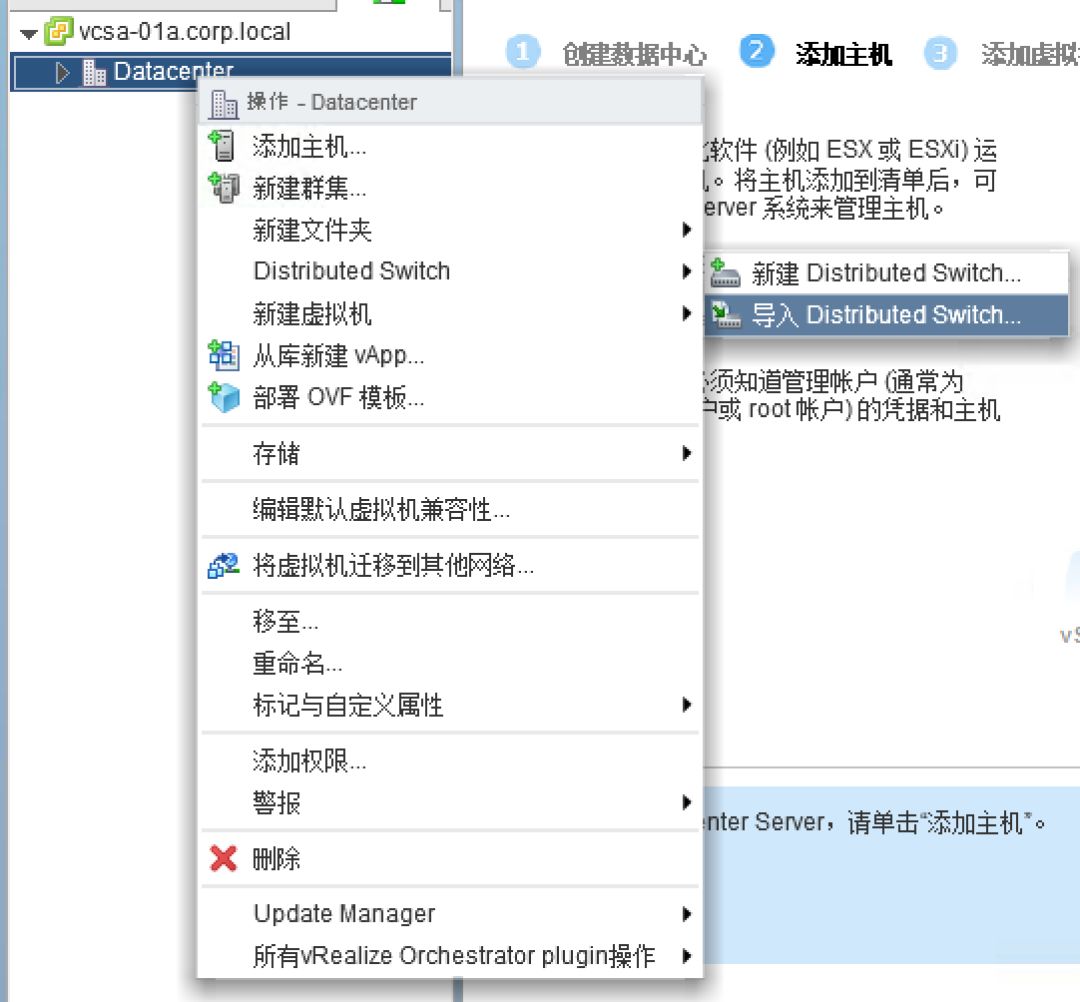 vcsa-01a.corp.local
Datacenter
1 创建数据中心 2 添加主机 3 添加虚拟
操作 - Datacenter
添加主机...
新建群集...
新建文件夹
Distributed Switch
新建虚拟机
从库新建 vApp...
部署 OVF 模板...
存储
编辑默认虚拟机兼容性...
将虚拟机迁移到其他网络...
移至...
重命名...
标记与自定义属性
添加权限...
警报
删除
Update Manager
所有vRealize Orchestrator plugin操作
新建 Distributed Switch...
导入 Distributed Switch...
软件 (例如 ESX 或 ESXi) 运
。将主机添加到清单后，可
erver 系统来管理主机。
须知道管理帐户 (通常为
户或 root 帐户) 的凭据和主机
vS
enter Server，请单击“添加主机”。